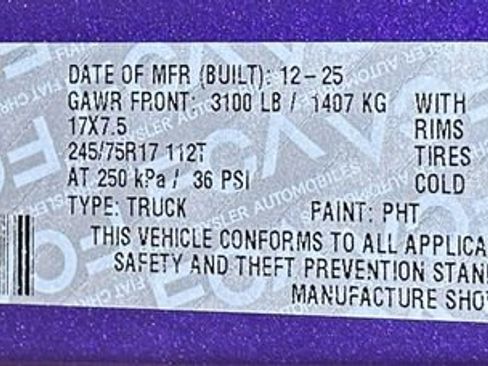 DATE OF MFR (BUILT): 12-25
GAWR FRONT: 3100 LB / 1407 KG WITH
17X7.5 RIMS
245/75R17 112T TIRES
AT 250 kPa / 36 PSI COLD
TYPE: TRUCK PAINT: PHT
THIS VEHICLE CONFORMS TO ALL APPLICA
SAFETY AND THEFT PREVENTION STAN
MANUFACTURE SHO